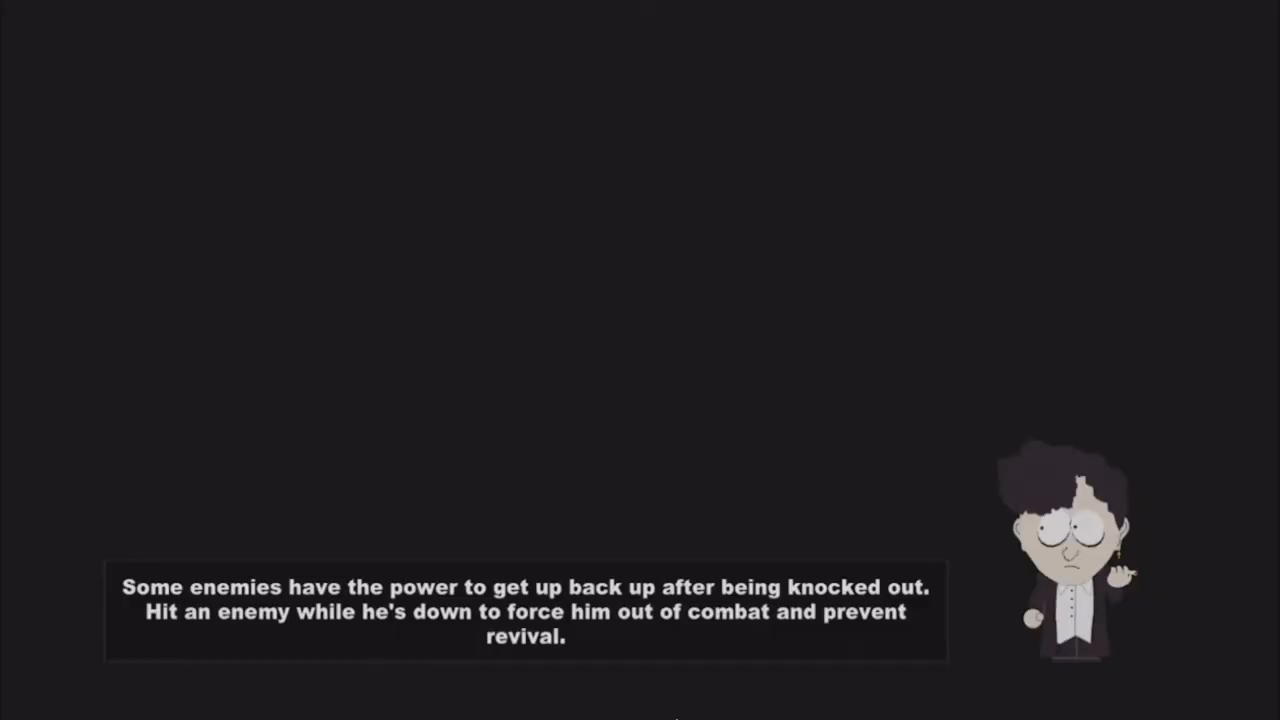 Some enemies have the power to get up back up after being knocked out.
Hit an enemy while he's down to force him out of combat and prevent
revival.